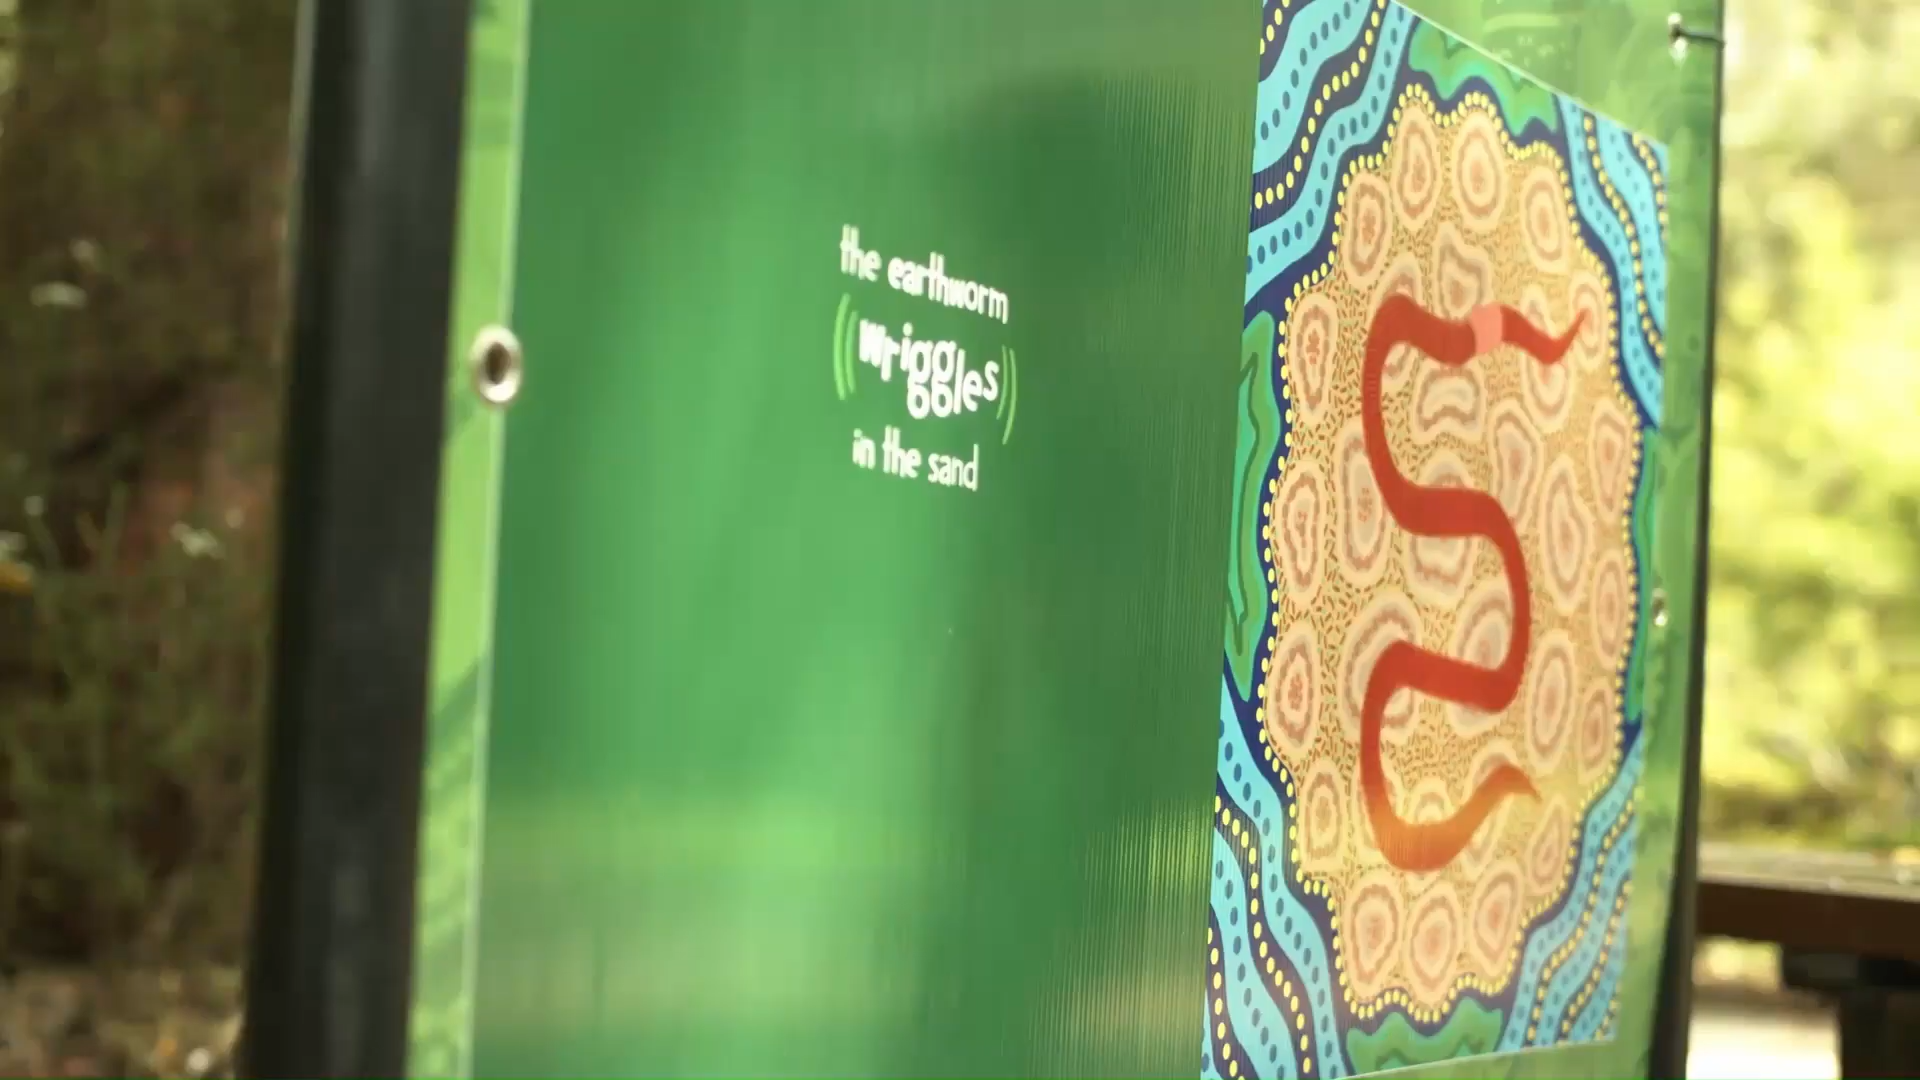 the earthworm
wriggles
in the sand